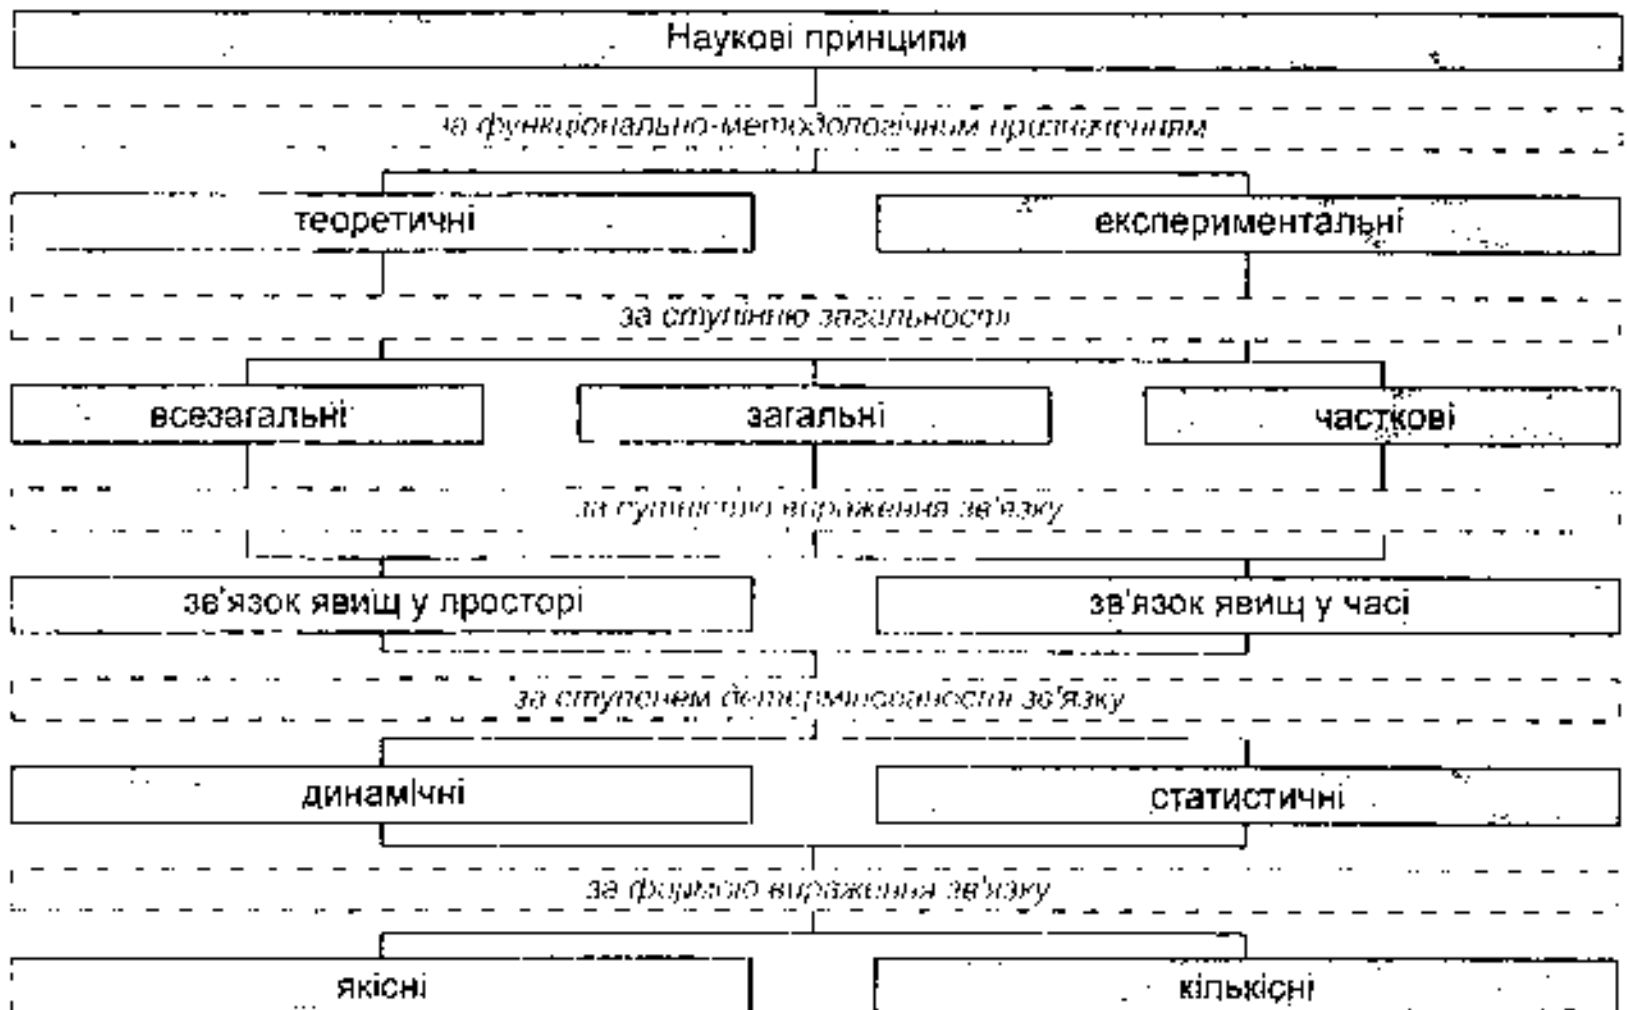 Наукові принципи
за функціонально-методологічним призначенням
теоретичні експериментальні
за ступінню загальності
всезагальні загальні часткові
за сутністю вираження зв'язку
зв'язок явищ у просторі зв'язок явищ у часі
за ступенем детермінованості зв'язку
динамічні статистичні
за формою вираження зв'язку
якісні кількісні